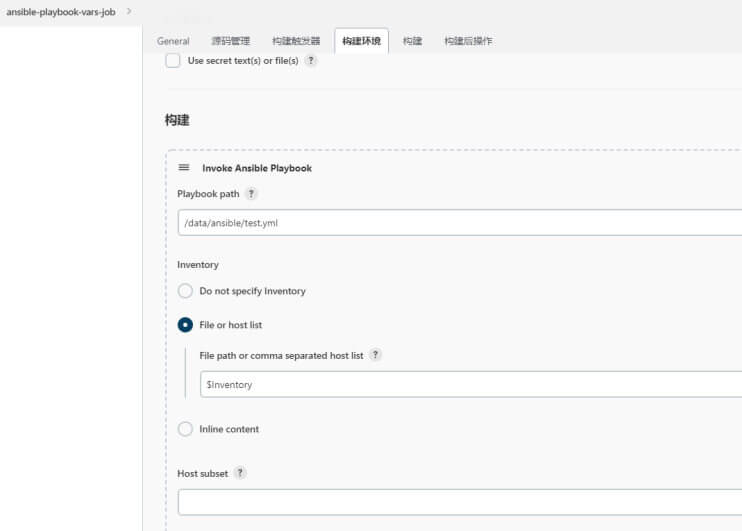 ansible-playbook-vars-job
General 源码管理 构建触发器 构建环境 构建 构建后操作
Use secret text(s) or file(s) ?
构建
Invoke Ansible Playbook
Playbook path ?
/data/ansible/test.yml
Inventory
Do not specify Inventory
File or host list
File path or comma separated host list ?
$Inventory
Inline content
Host subset ?